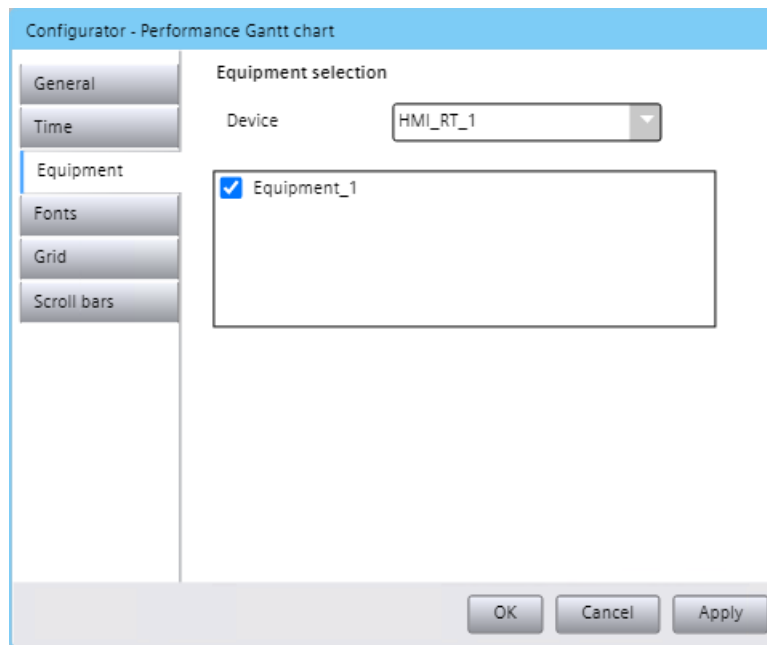 Configurator - Performance Gantt chart
General
Time
Equipment
Fonts
Grid
Scroll bars
Equipment selection
Device HMI_RT_1
Equipment_1
OK Cancel Apply